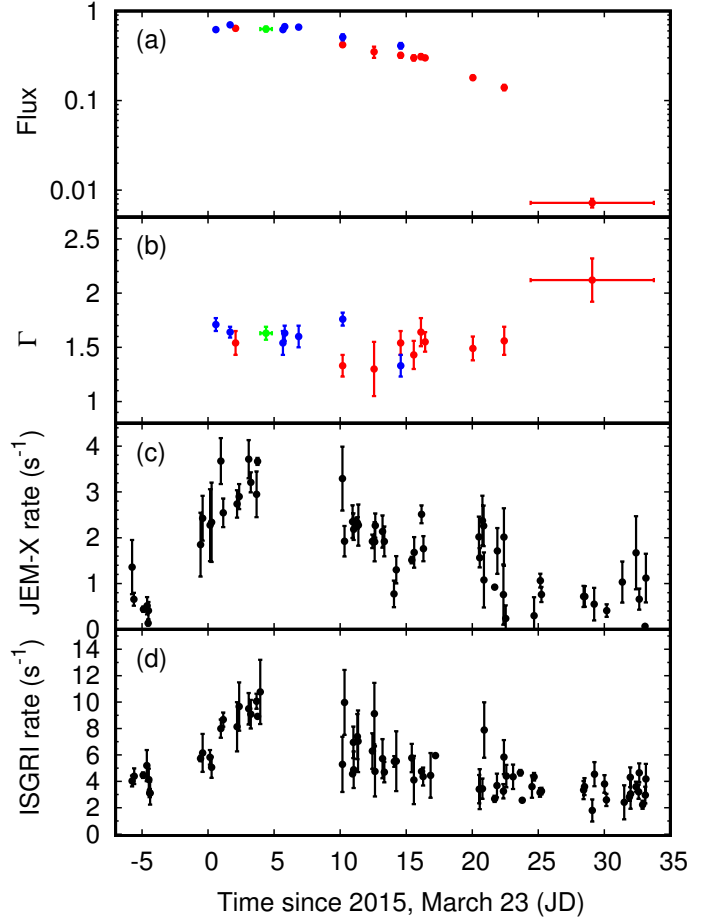 (a)
Flux
1
0.1
0.01
(b)
Γ
2.5
2
1.5
1
(c)
JEM-X rate (s⁻¹)
4
3
2
1
0
(d)
ISGRI rate (s⁻¹)
14
12
10
8
6
4
2
0
-5 0 5 10 15 20 25 30 35
Time since 2015, March 23 (JD)